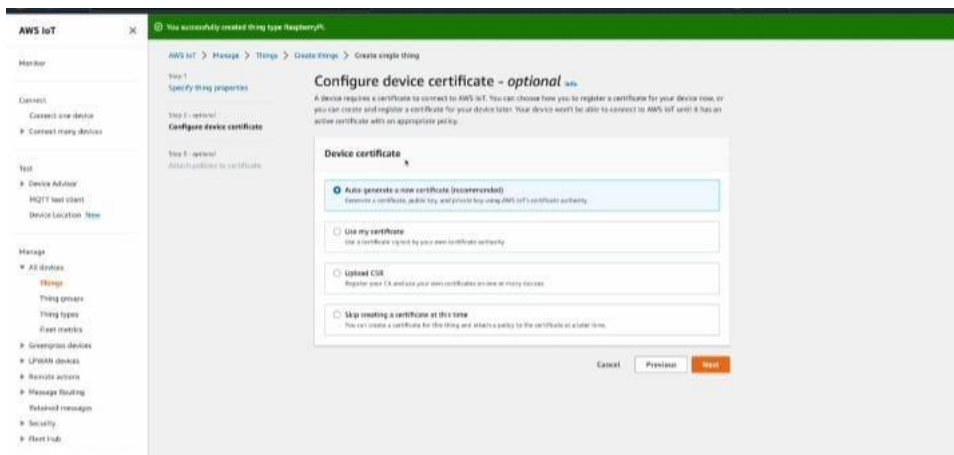 AWS IoT
You successfully created thing type RaspberryPi.
Monitor
Connect
Connect one device
Connect many devices
Test
Device Advisor
MQTT test client
Device Location New
Manage
All devices
Things
Thing groups
Thing types
Fleet metrics
Greengrass devices
LPWAN devices
Remote actions
Message Routing
Retained messages
Security
Fleet Hub
AWS IoT > Manage > Things > Create things > Create single thing
Step 1
Specify thing properties
Step 2 - optional
Configure device certificate
Step 3 - optional
Attach policies to certificate
Configure device certificate - optional Info
A device requires a certificate to connect to AWS IoT. You can choose how you to register a certificate for your device now, or
you can create and register a certificate for your device later. Your device won't be able to connect to AWS IoT until it has an
active certificate with an appropriate policy.
Device certificate
Auto-generate a new certificate (recommended)
Generate a certificate, public key, and private key using AWS IoT's certificate authority.
Use my certificate
Use a certificate signed by your own certificate authority.
Upload CSR
Register your CA and use your own certificates on one or many devices.
Skip creating a certificate at this time
You can create a certificate for this thing and attach a policy to the certificate at a later time.
Cancel
Previous
Next